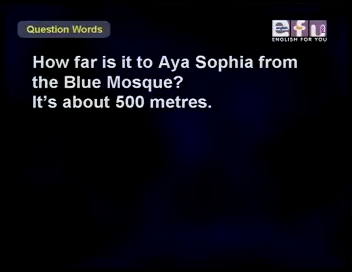 Question Words
efu
ENGLISH FOR YOU
How far is it to Aya Sophia from
the Blue Mosque?
It's about 500 metres.